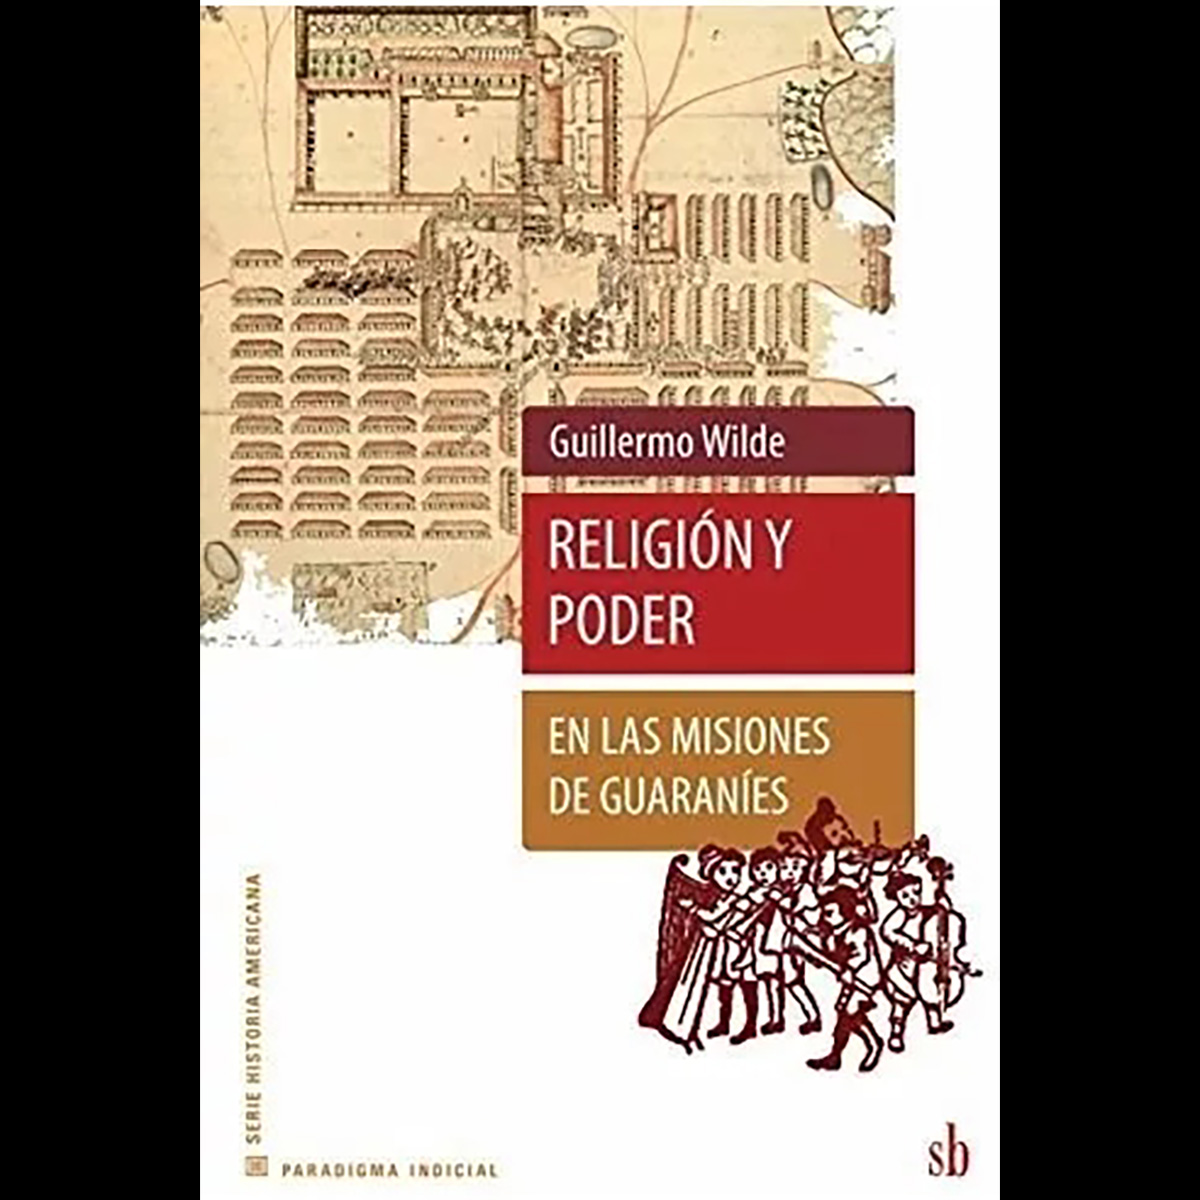 Guillermo Wilde
RELIGIÓN Y
PODER
EN LAS MISIONES
DE GUARANÍES
SERIE HISTORIA AMERICANA
PARADIGMA INDICIAL
sb